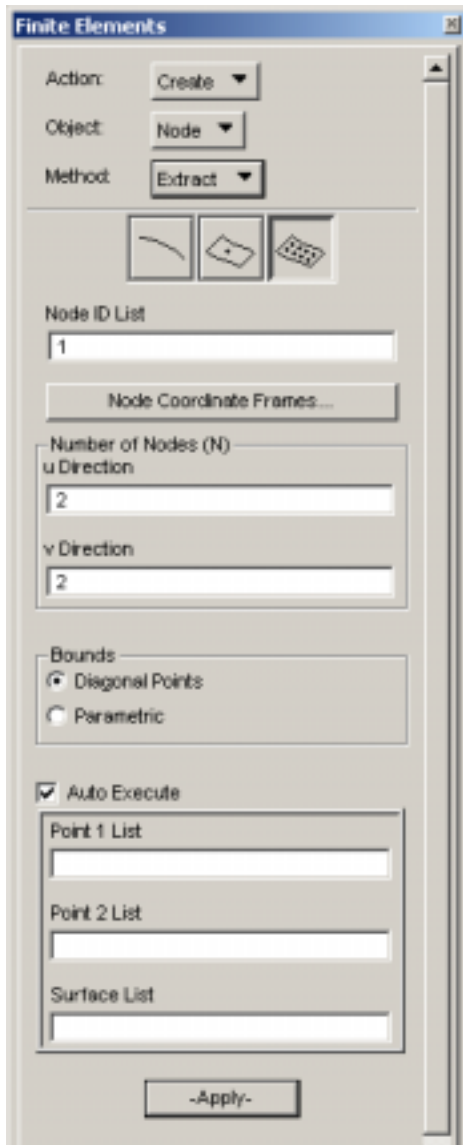 Finite Elements
Action: Create
Object: Node
Method: Extract
Node ID List
1
Node Coordinate Frames...
Number of Nodes (N)
u Direction
2
v Direction
2
Bounds
Diagonal Points
Parametric
Auto Execute
Point 1 List
Point 2 List
Surface List
-Apply-